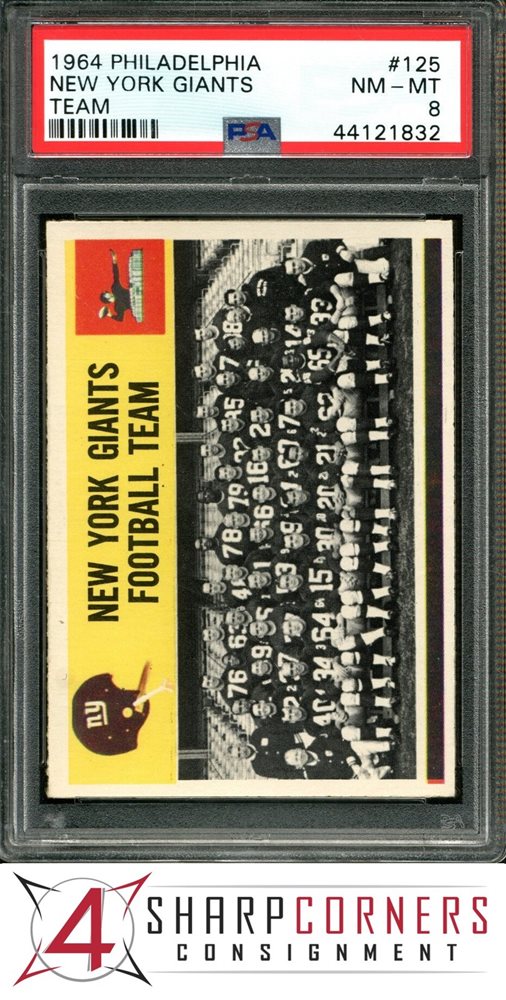 1964 PHILADELPHIA #125
NEW YORK GIANTS NM - MT
TEAM 8
PSA 44121832
NEW YORK GIANTS
FOOTBALL TEAM
ny
4 SHARPCORNERS
CONSIGNMENT